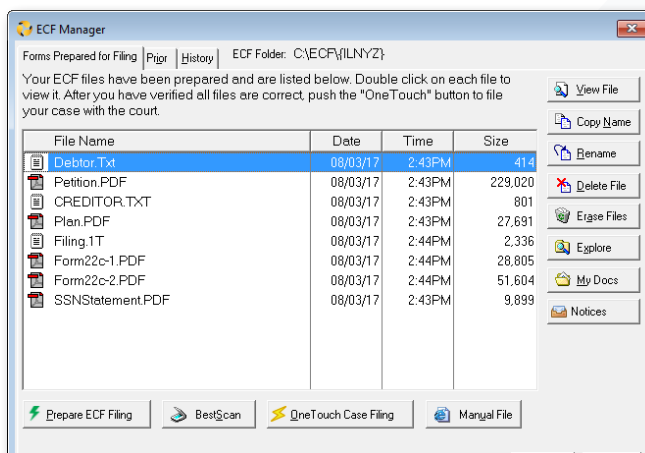 ECF Manager
Forms Prepared for Filing Prior History ECF Folder: C:\ECF\{ILNYZ}
Your ECF files have been prepared and are listed below. Double click on each file to
view it. After you have verified all files are correct, push the "OneTouch" button to file
your case with the court.
File Name Date Time Size
Debtor.Txt 08/03/17 2:43PM 414
Petition.PDF 08/03/17 2:43PM 229,020
CREDITOR.TXT 08/03/17 2:43PM 801
Plan.PDF 08/03/17 2:43PM 27,691
Filing.1T 08/03/17 2:44PM 2,336
Form22c-1.PDF 08/03/17 2:44PM 28,805
Form22c-2.PDF 08/03/17 2:44PM 51,604
SSNStatement.PDF 08/03/17 2:43PM 9,899
View File
Copy Name
Rename
Delete File
Erase Files
Explore
My Docs
Notices
Prepare ECF Filing BestScan OneTouch Case Filing Manual File